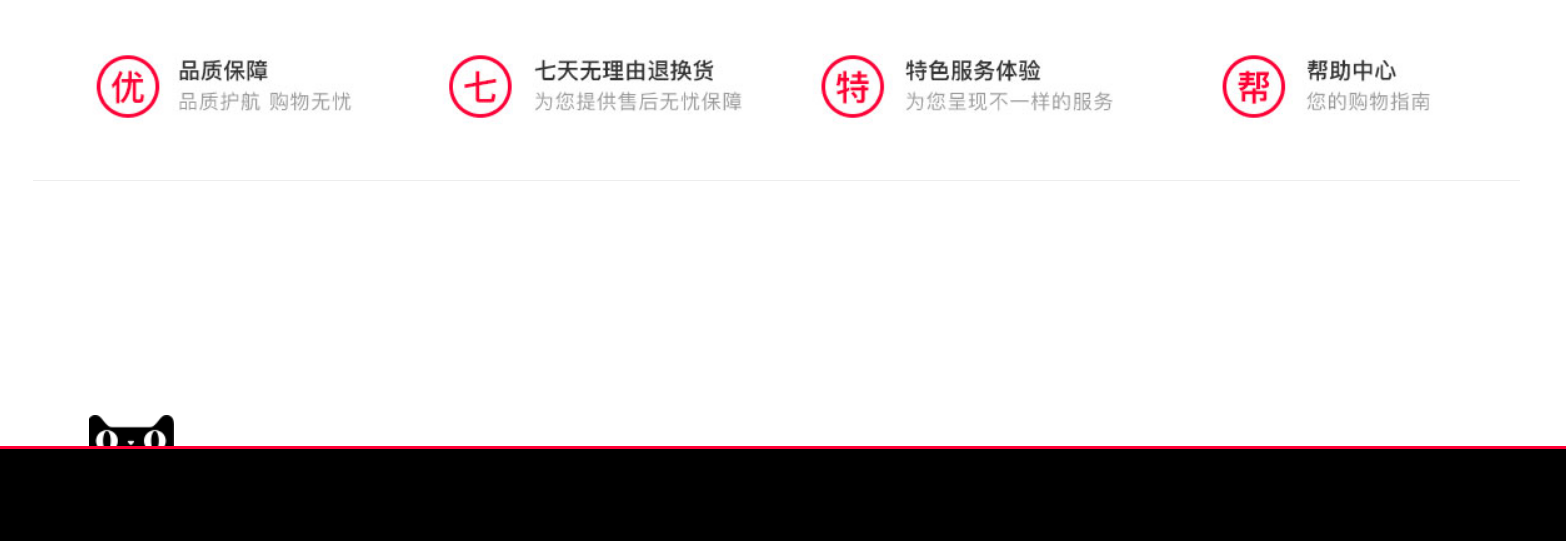 优
品质保障
品质护航 购物无忧
七
七天无理由退换货
为您提供售后无忧保障
特
特色服务体验
为您呈现不一样的服务
帮
帮助中心
您的购物指南